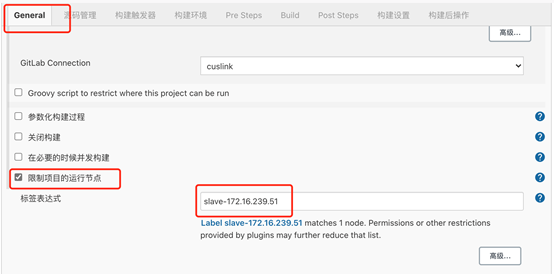 General 源码管理 构建触发器 构建环境 Pre Steps Build Post Steps 构建设置 构建后操作
高级...
GitLab Connection
cuslink
Groovy script to restrict where this project can be run
参数化构建过程
关闭构建
在必要的时候并发构建
限制项目的运行节点
标签表达式
slave-172.16.239.51
Label slave-172.16.239.51 matches 1 node. Permissions or other restrictions
provided by plugins may further reduce that list.
高级...